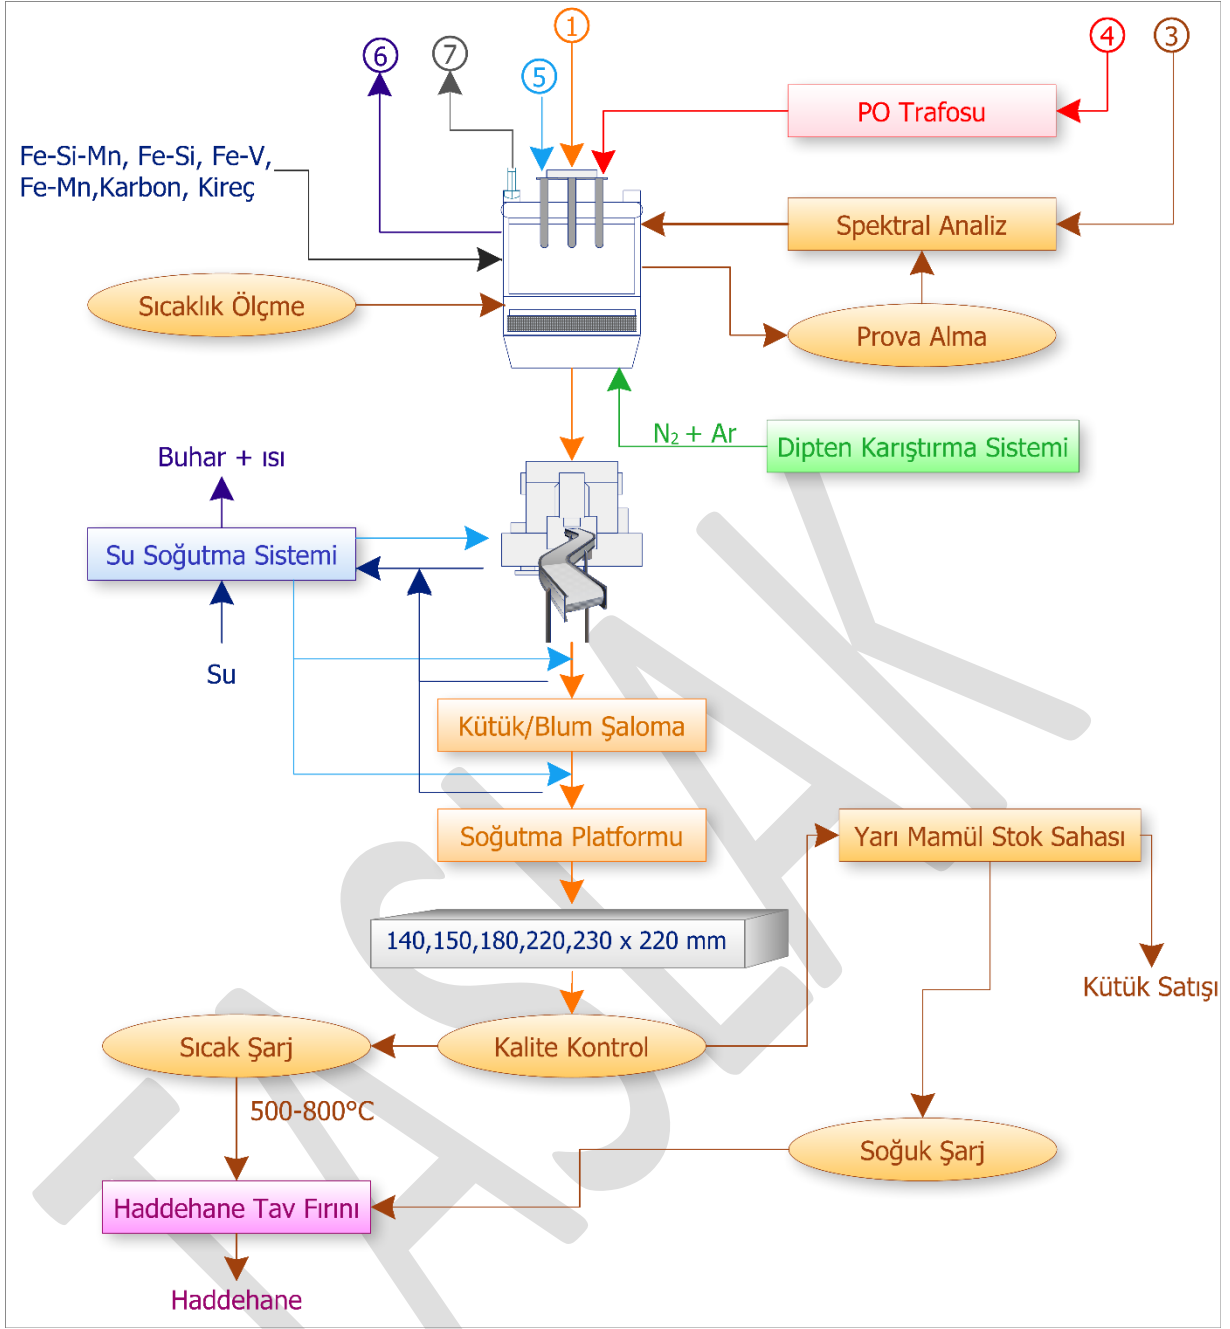 1
4
3
6
7
5
PO Trafosu
Fe-Si-Mn, Fe-Si, Fe-V,
Fe-Mn,Karbon, Kireç
Spektral Analiz
Sıcaklık Ölçme
Prova Alma
N₂ + Ar
Dipten Karıştırma Sistemi
Buhar + ısı
Su Soğutma Sistemi
Su
Kütük/Blum Şaloma
Soğutma Platformu
Yarı Mamül Stok Sahası
140,150,180,220,230 x 220 mm
Kütük Satışı
Sıcak Şarj
Kalite Kontrol
500-800°C
Soğuk Şarj
Haddehane Tav Fırını
Haddehane
TASLAK